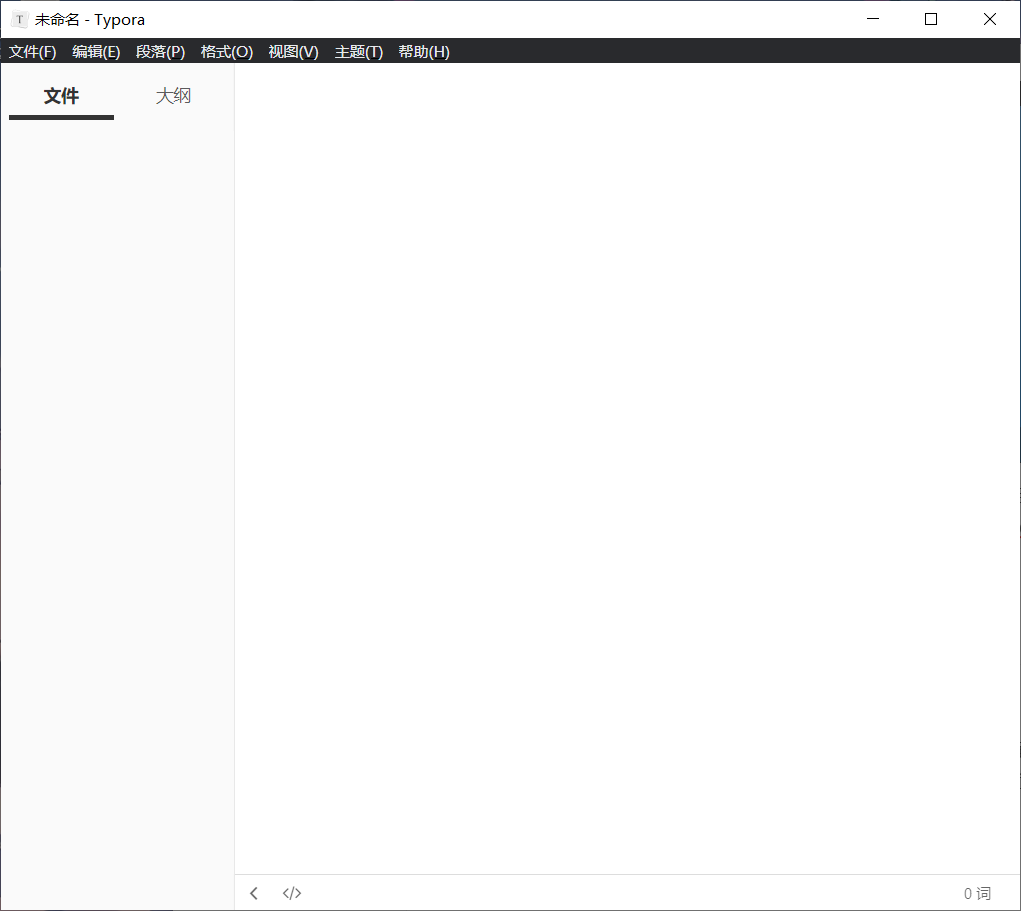 T 未命名 - Typora
文件(F) 编辑(E) 段落(P) 格式(O) 视图(V) 主题(T) 帮助(H)
文件 大纲
</> 0 词